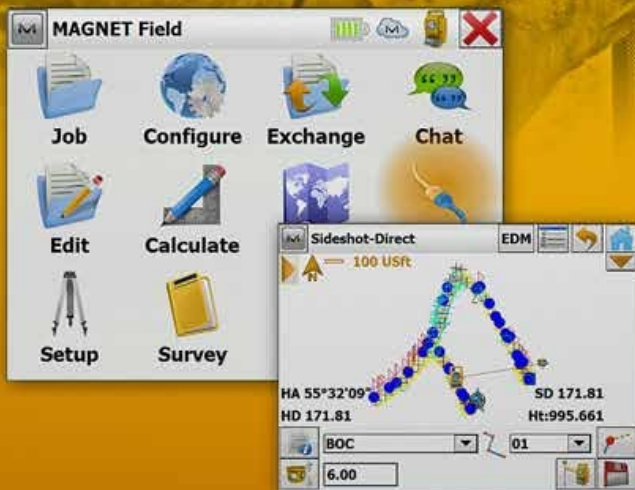 MAGNET Field
Job
Configure
Exchange
Chat
Edit
Calculate
Setup
Survey
Sideshot-Direct
EDM
100 USft
N
HA 55°32'09"
SD 171.81
HD 171.81
Ht:995.661
BOC
01
6.00